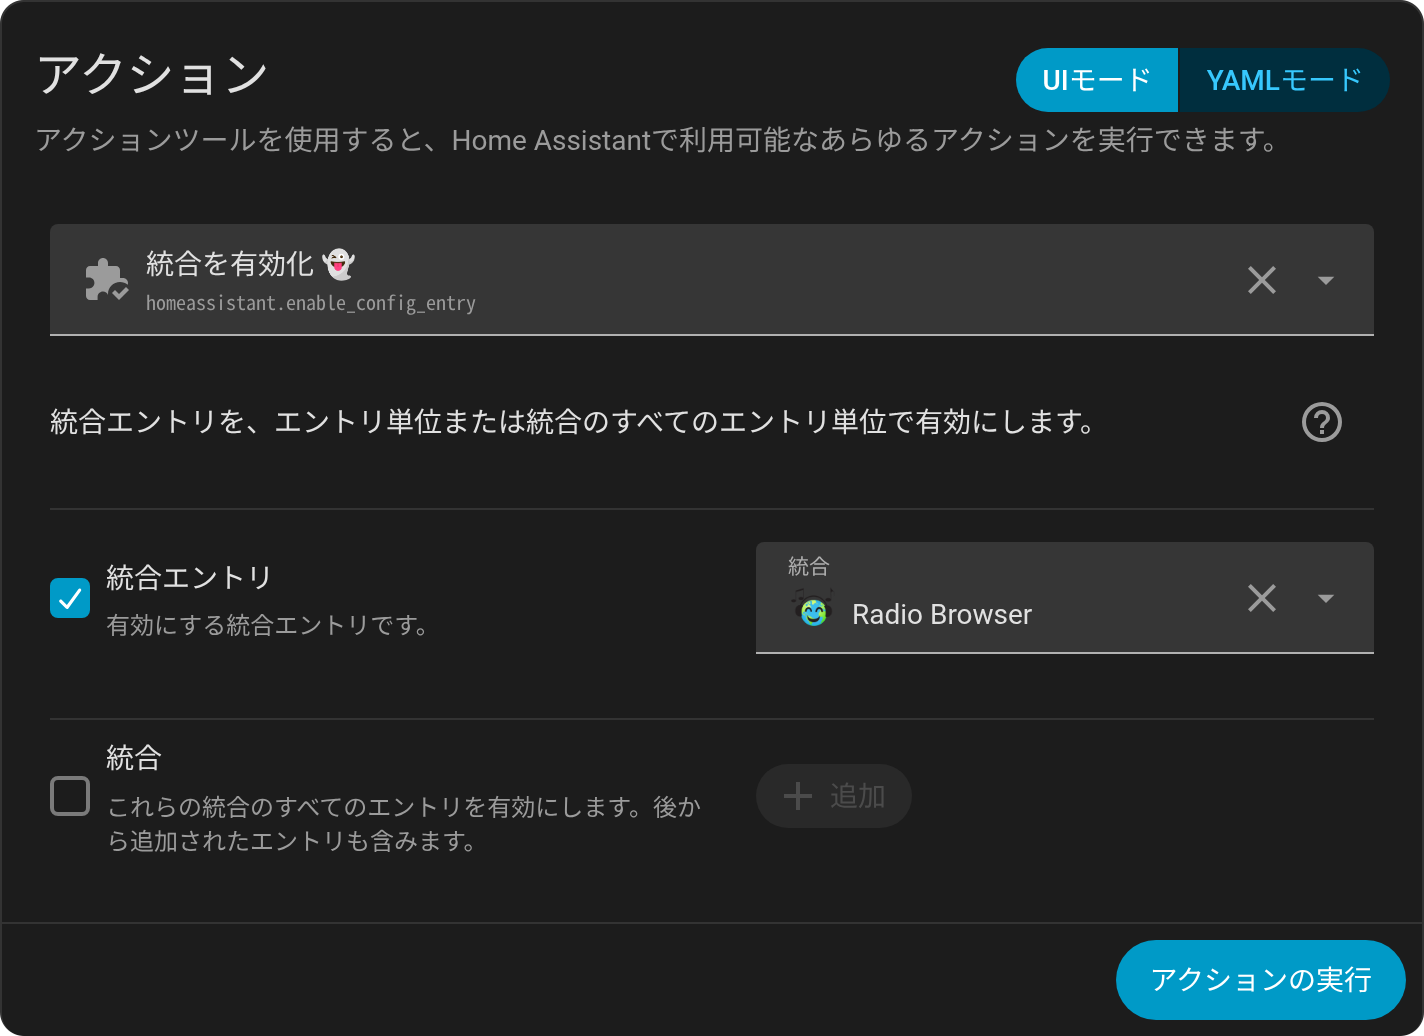 アクション
UIモード
YAMLモード
アクションツールを使用すると、Home Assistantで利用可能なあらゆるアクションを実行できます。
統合を有効化 👻
homeassistant.enable_config_entry
統合エントリを、エントリ単位または統合のすべてのエントリ単位で有効にします。
統合エントリ
有効にする統合エントリです。
統合
Radio Browser
統合
これらの統合のすべてのエントリを有効にします。後か
ら追加されたエントリも含みます。
追加
アクションの実行